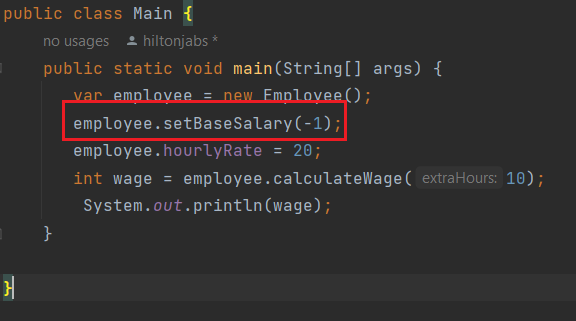 public class Main {
no usages hiltonjabs *
public static void main(String[] args) {
var employee = new Employee();
employee.setBaseSalary(-1);
employee.hourlyRate = 20;
int wage = employee.calculateWage( extraHours: 10);
System.out.println(wage);
}
}